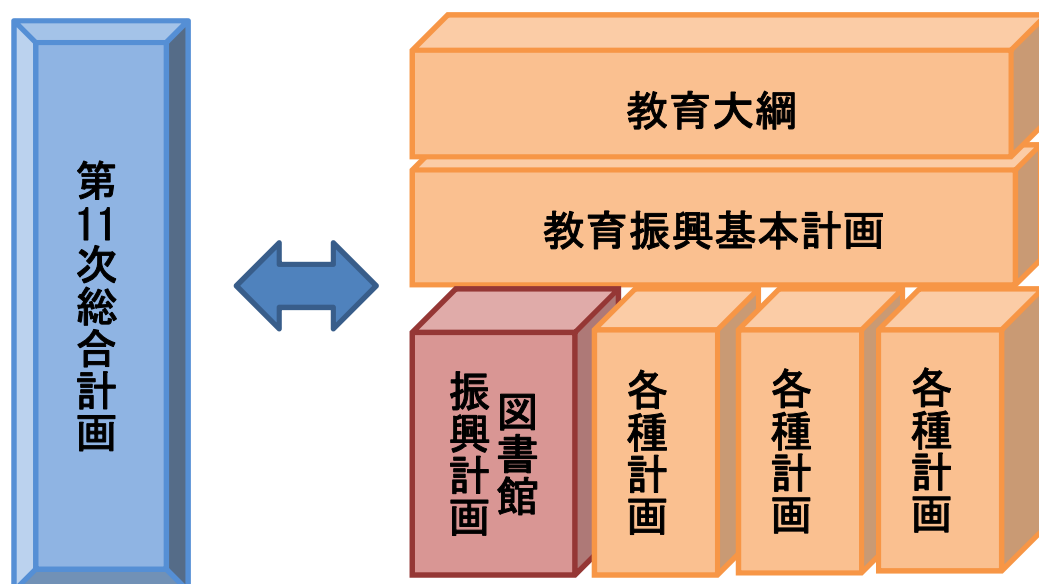 第11次総合計画
教育大綱
教育振興基本計画
図書館
振興計画
各種計画
各種計画
各種計画